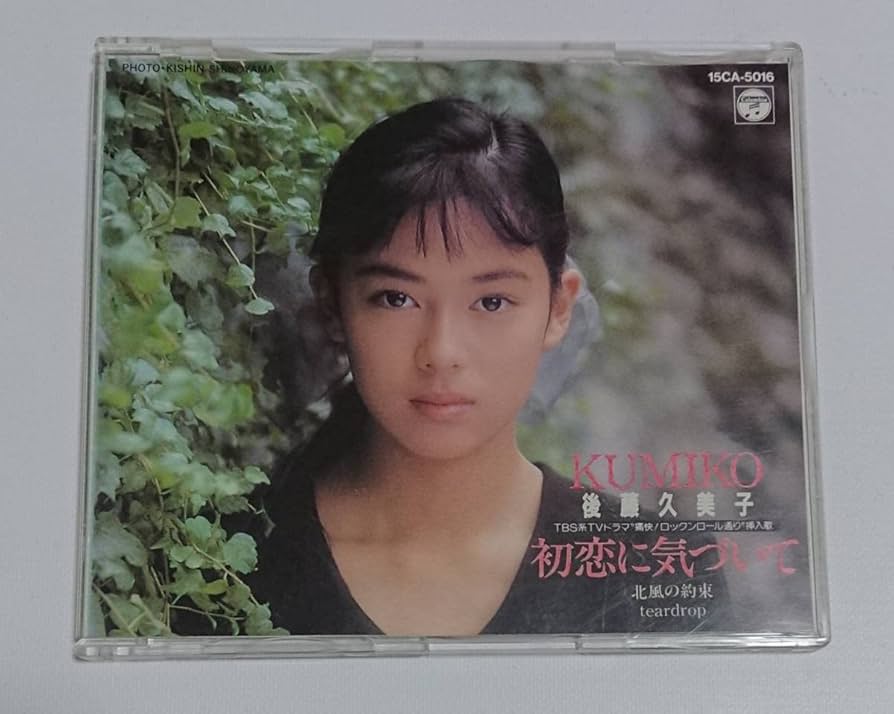 PHOTO・KISHIN SHINOYAMA
15CA-5016
Columbia
KUMIKO
後藤久美子
TBS系TVドラマ"痛快!ロックンロール通り"挿入歌
初恋に気づいて
北風の約束
teardrop